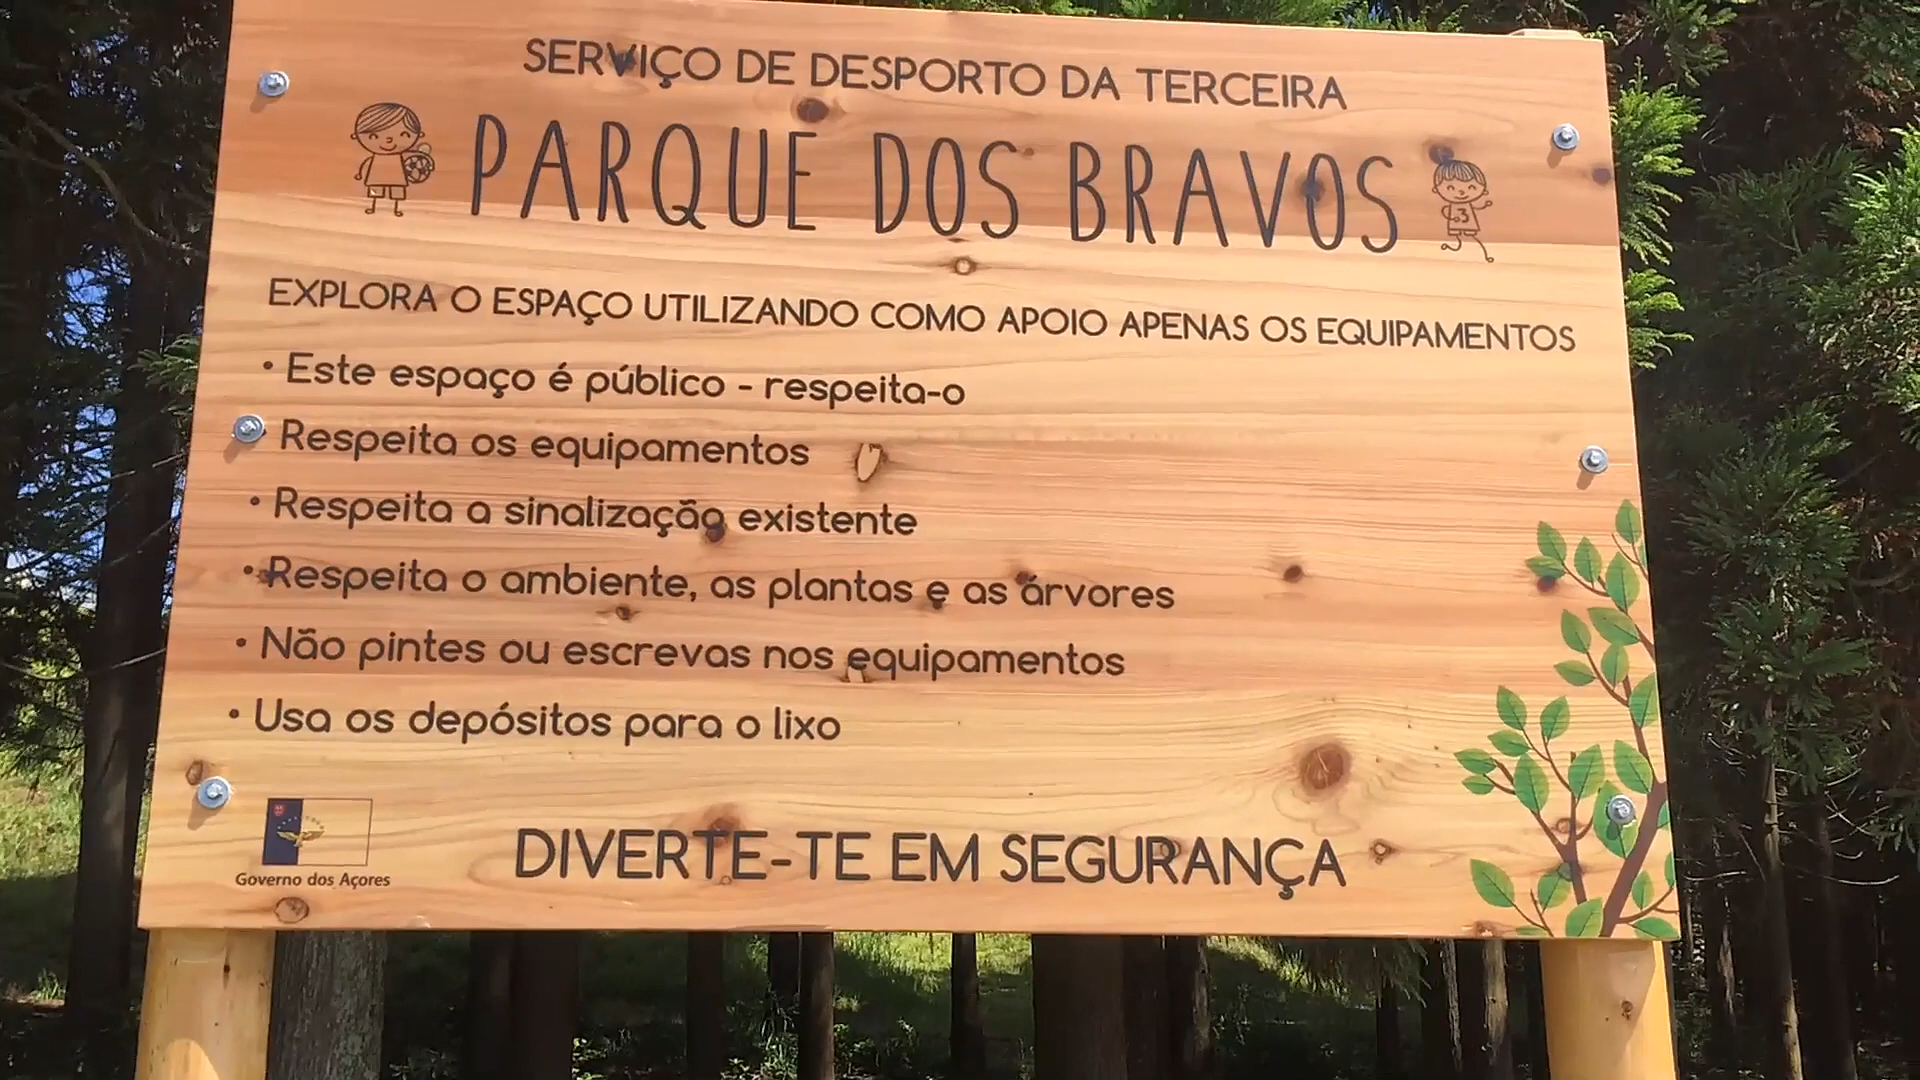 SERVIÇO DE DESPORTO DA TERCEIRA
PARQUE DOS BRAVOS
3
EXPLORA O ESPAÇO UTILIZANDO COMO APOIO APENAS OS EQUIPAMENTOS
• Este espaço é público - respeita-o
Respeita os equipamentos
• Respeita a sinalização existente
• Respeita o ambiente, as plantas e as árvores
• Não pintes ou escrevas nos equipamentos
• Usa os depósitos para o lixo
Governo dos Açores
DIVERTE-TE EM SEGURANÇA